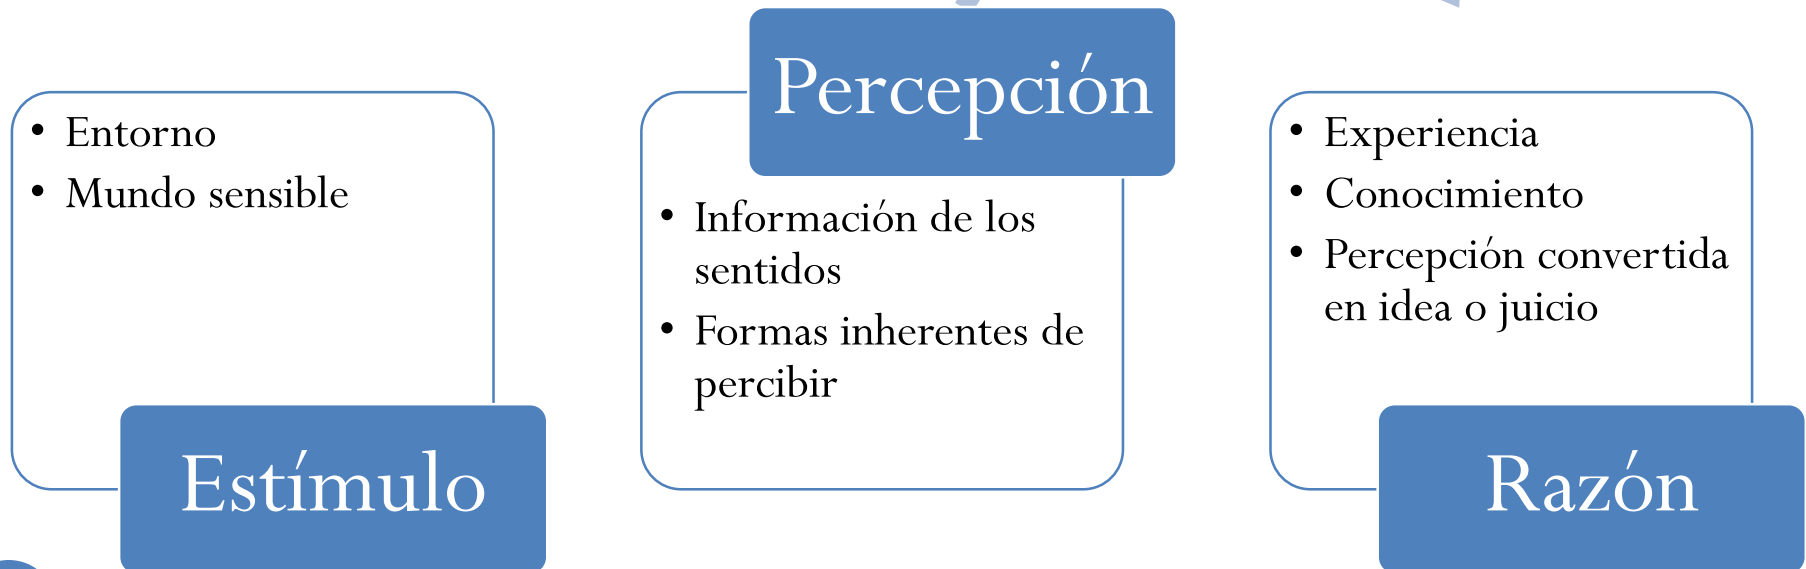 • Entorno
• Mundo sensible
Estímulo
Percepción
• Información de los
sentidos
• Formas inherentes de
percibir
• Experiencia
• Conocimiento
• Percepción convertida
en idea o juicio
Razón